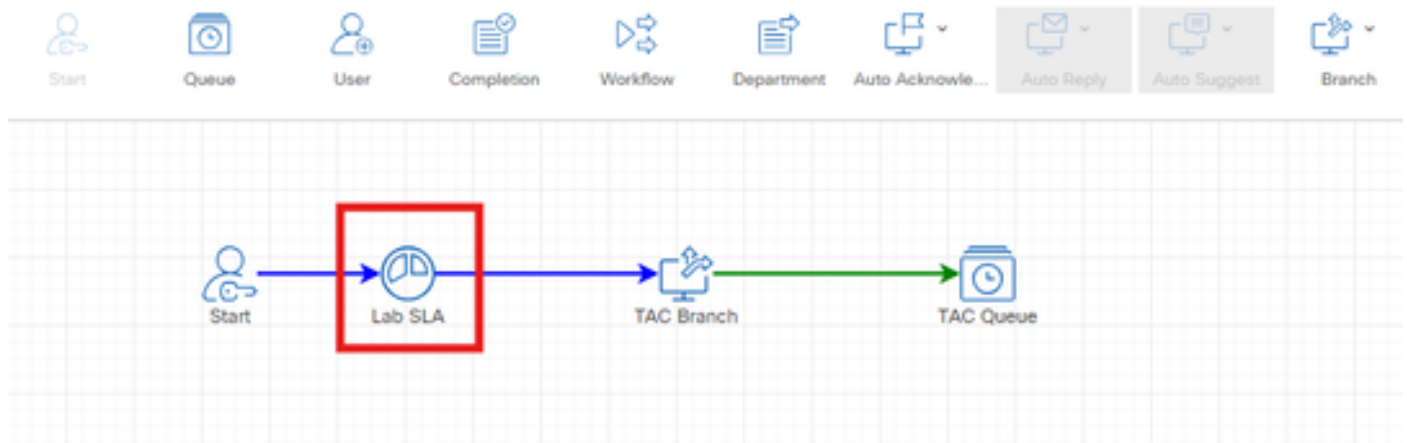 Start
Queue
User
Completion
Workflow
Department
Auto Acknowle...
Auto Reply
Auto Suggest
Branch
Start
Lab SLA
TAC Branch
TAC Queue